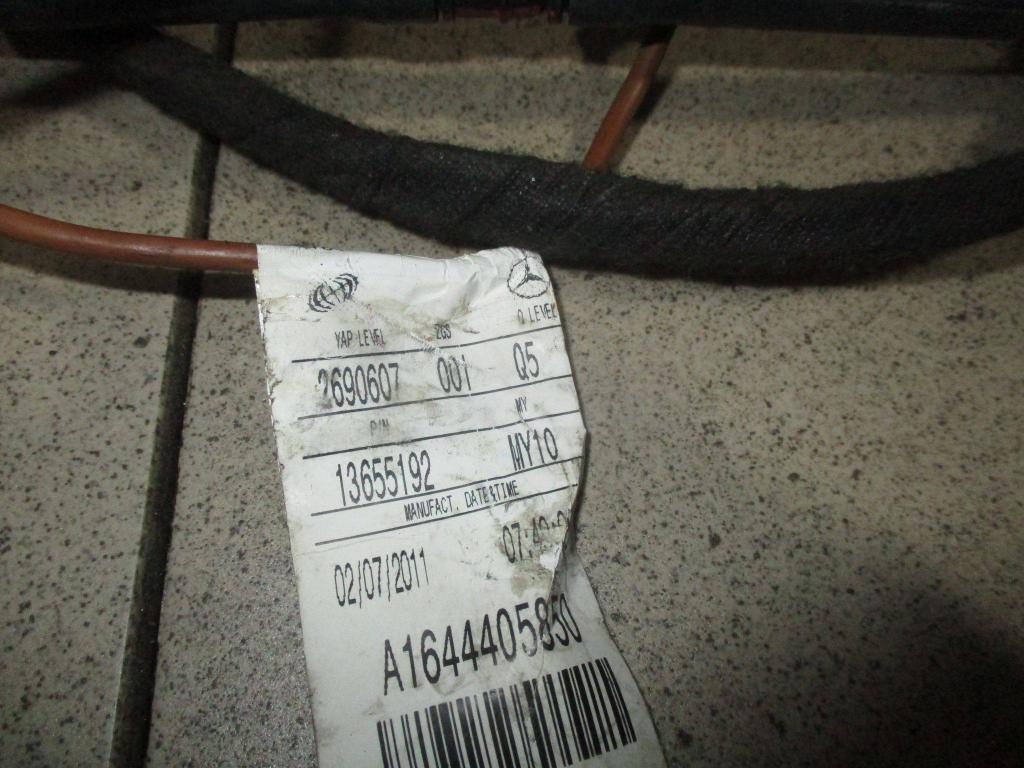 YAP LEVEL ZGS Q LEVEL
2690607 001 Q5
P/N MY
13655192 MY10
MANUFACT. DATE&TIME
02/07/2011
A1644405850